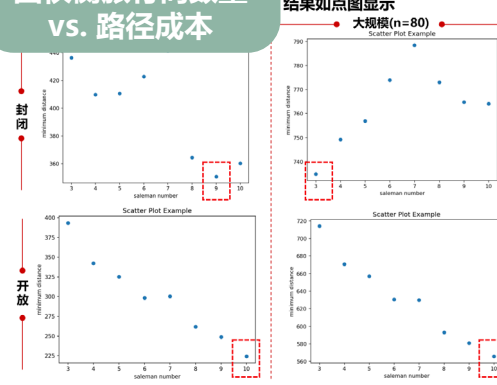 vs. 路径成本
结果如点图显示
大规模(n=80)
Scatter Plot Example
封闭
minimum distance
440
420
400
380
360
3 4 5 6 7 8 9 10
saleman number
minimum distance
790
780
770
760
750
740
3 4 5 6 7 8 9 10
saleman number
开放
Scatter Plot Example
minimum distance
400
375
350
325
300
275
250
225
3 4 5 6 7 8 9 10
saleman number
Scatter Plot Example
minimum distance
720
700
680
660
640
620
600
580
560
3 4 5 6 7 8 9 10
saleman number